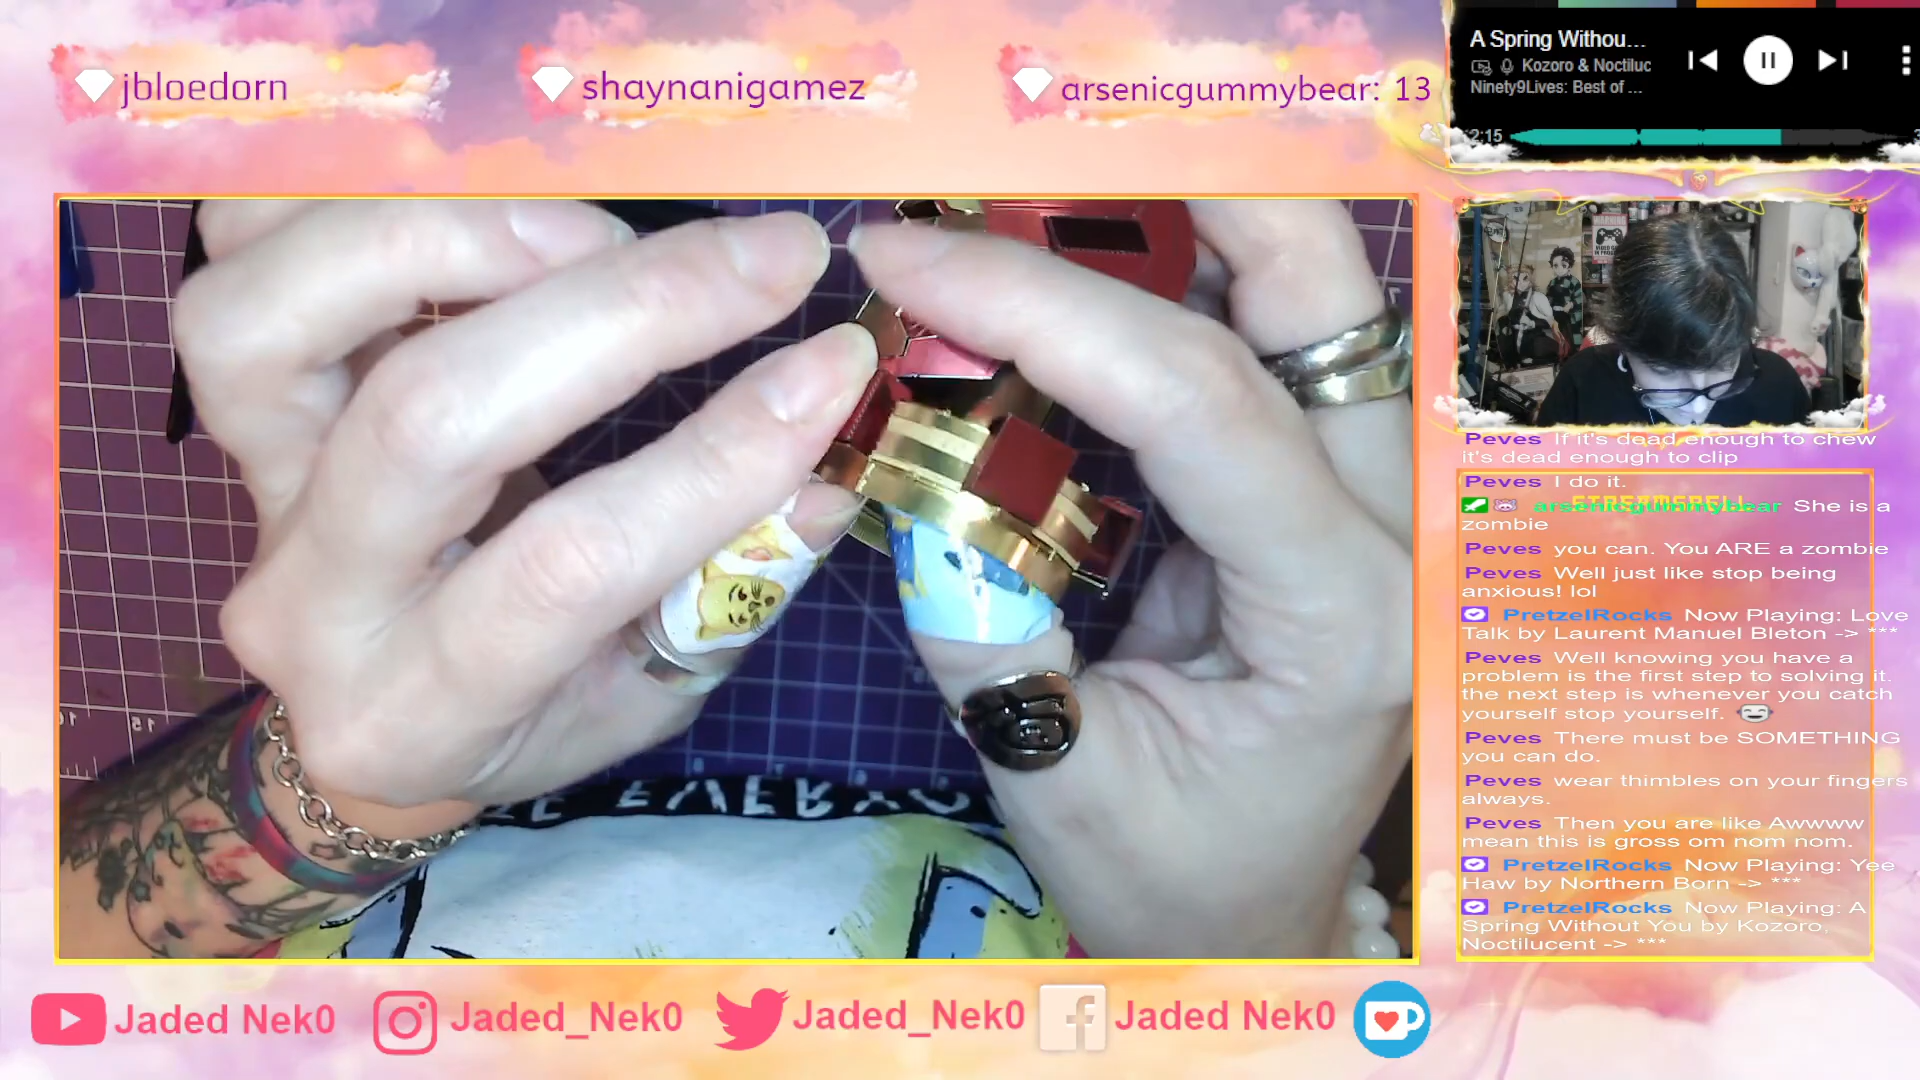 jbloedorn
shaynanigamez
arsenicgummybear: 13
A Spring Withou...
Kozoro & Noctiluc
Ninety9Lives: Best of ...
2:15
WARNING
Peves If it's dead enough to chew
it's dead enough to clip
Peves I do it.
STREAMSPELL
arsenicgummybear She is a
zombie
Peves you can. You ARE a zombie
Peves Well just like stop being
anxious! lol
PretzelRocks Now Playing: Love
Talk by Laurent Manuel Bleton -> ***
Peves Well knowing you have a
problem is the first step to solving it.
the next step is whenever you catch
yourself stop yourself.
Peves There must be SOMETHING
you can do.
Peves wear thimbles on your fingers
always.
Peves Then you are like Awwww
mean this is gross om nom nom.
PretzelRocks Now Playing: Yee
Haw by Northern Born -> ***
PretzelRocks Now Playing: A
Spring Without You by Kozoro,
Noctilucent -> ***
15
Jaded Nek0
Jaded_Nek0
Jaded_Nek0
Jaded Nek0